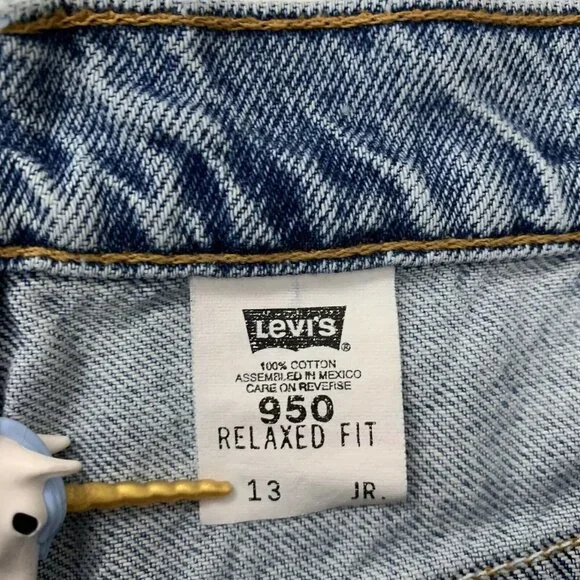 Levi's ®
100% COTTON
ASSEMBLED IN MEXICO
CARE ON REVERSE
950
RELAXED FIT
13 JR.